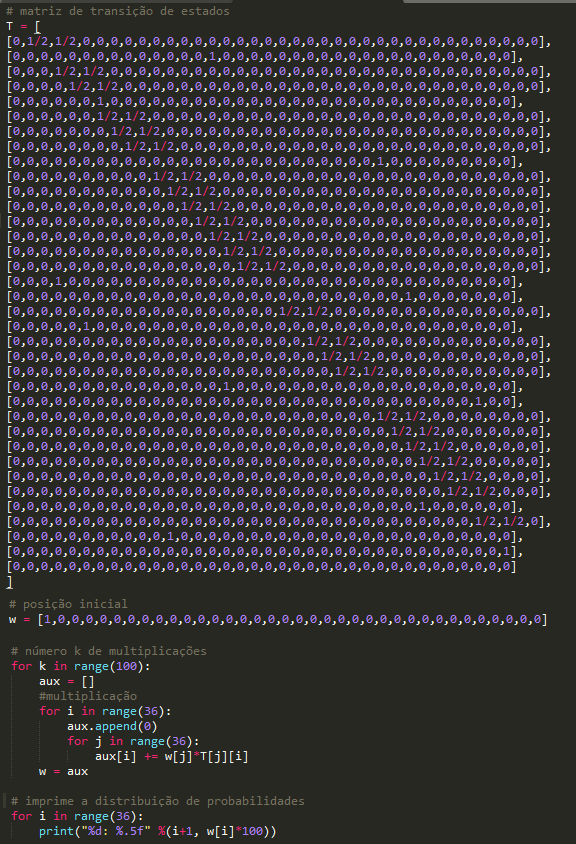 # matriz de transição de estados
T = [
[0,1/2,1/2,0,0,0,0,0,0,0,0,0,0,0,0,0,0,0,0,0,0,0,0,0,0,0,0,0,0,0,0,0,0,0,0,0],
[0,0,0,0,0,0,0,0,0,0,0,0,0,0,1,0,0,0,0,0,0,0,0,0,0,0,0,0,0,0,0,0,0,0,0,0],
[0,0,0,1/2,1/2,0,0,0,0,0,0,0,0,0,0,0,0,0,0,0,0,0,0,0,0,0,0,0,0,0,0,0,0,0,0,0],
[0,0,0,0,1/2,1/2,0,0,0,0,0,0,0,0,0,0,0,0,0,0,0,0,0,0,0,0,0,0,0,0,0,0,0,0,0,0],
[0,0,0,0,0,0,1,0,0,0,0,0,0,0,0,0,0,0,0,0,0,0,0,0,0,0,0,0,0,0,0,0,0,0,0,0],
[0,0,0,0,0,0,1/2,1/2,0,0,0,0,0,0,0,0,0,0,0,0,0,0,0,0,0,0,0,0,0,0,0,0,0,0,0,0],
[0,0,0,0,0,0,0,1/2,1/2,0,0,0,0,0,0,0,0,0,0,0,0,0,0,0,0,0,0,0,0,0,0,0,0,0,0,0],
[0,0,0,0,0,0,0,0,1/2,1/2,0,0,0,0,0,0,0,0,0,0,0,0,0,0,0,0,0,0,0,0,0,0,0,0,0,0],
[0,0,0,0,0,0,0,0,0,0,0,0,0,0,0,0,0,0,0,0,0,0,0,0,0,0,1,0,0,0,0,0,0,0,0,0],
[0,0,0,0,0,0,0,0,0,0,1/2,1/2,0,0,0,0,0,0,0,0,0,0,0,0,0,0,0,0,0,0,0,0,0,0,0,0],
[0,0,0,0,0,0,0,0,0,0,0,1/2,1/2,0,0,0,0,0,0,0,0,0,0,0,0,0,0,0,0,0,0,0,0,0,0,0],
[0,0,0,0,0,0,0,0,0,0,0,0,1/2,1/2,0,0,0,0,0,0,0,0,0,0,0,0,0,0,0,0,0,0,0,0,0,0],
[0,0,0,0,0,0,0,0,0,0,0,0,0,1/2,1/2,0,0,0,0,0,0,0,0,0,0,0,0,0,0,0,0,0,0,0,0,0],
[0,0,0,0,0,0,0,0,0,0,0,0,0,0,1/2,1/2,0,0,0,0,0,0,0,0,0,0,0,0,0,0,0,0,0,0,0,0],
[0,0,0,0,0,0,0,0,0,0,0,0,0,0,0,1/2,1/2,0,0,0,0,0,0,0,0,0,0,0,0,0,0,0,0,0,0,0],
[0,0,0,0,0,0,0,0,0,0,0,0,0,0,0,0,1/2,1/2,0,0,0,0,0,0,0,0,0,0,0,0,0,0,0,0,0,0],
[0,0,0,1,0,0,0,0,0,0,0,0,0,0,0,0,0,0,0,0,0,0,0,0,0,0,0,0,0,0,0,0,0,0,0,0],
[0,0,0,0,0,0,0,0,0,0,0,0,0,0,0,0,0,0,0,0,0,0,0,0,0,0,0,0,1,0,0,0,0,0,0,0],
[0,0,0,0,0,0,0,0,0,0,0,0,0,0,0,0,0,0,0,1/2,1/2,0,0,0,0,0,0,0,0,0,0,0,0,0,0,0],
[0,0,0,0,0,1,0,0,0,0,0,0,0,0,0,0,0,0,0,0,0,0,0,0,0,0,0,0,0,0,0,0,0,0,0,0],
[0,0,0,0,0,0,0,0,0,0,0,0,0,0,0,0,0,0,0,0,0,1/2,1/2,0,0,0,0,0,0,0,0,0,0,0,0,0],
[0,0,0,0,0,0,0,0,0,0,0,0,0,0,0,0,0,0,0,0,0,0,1/2,1/2,0,0,0,0,0,0,0,0,0,0,0,0],
[0,0,0,0,0,0,0,0,0,0,0,0,0,0,0,0,0,0,0,0,0,0,0,1/2,1/2,0,0,0,0,0,0,0,0,0,0,0],
[0,0,0,0,0,0,0,0,0,0,0,0,0,0,0,1,0,0,0,0,0,0,0,0,0,0,0,0,0,0,0,0,0,0,0,0],
[0,0,0,0,0,0,0,0,0,0,0,0,0,0,0,0,0,0,0,0,0,0,0,0,0,0,0,0,0,0,0,0,0,1,0,0],
[0,0,0,0,0,0,0,0,0,0,0,0,0,0,0,0,0,0,0,0,0,0,0,0,0,0,1/2,1/2,0,0,0,0,0,0,0,0],
[0,0,0,0,0,0,0,0,0,0,0,0,0,0,0,0,0,0,0,0,0,0,0,0,0,0,0,1/2,1/2,0,0,0,0,0,0,0],
[0,0,0,0,0,0,0,0,0,0,0,0,0,0,0,0,0,0,0,0,0,0,0,0,0,0,0,0,1/2,1/2,0,0,0,0,0,0],
[0,0,0,0,0,0,0,0,0,0,0,0,0,0,0,0,0,0,0,0,0,0,0,0,0,0,0,0,0,1/2,1/2,0,0,0,0,0],
[0,0,0,0,0,0,0,0,0,0,0,0,0,0,0,0,0,0,0,0,0,0,0,0,0,0,0,0,0,0,1/2,1/2,0,0,0,0],
[0,0,0,0,0,0,0,0,0,0,0,0,0,0,0,0,0,0,0,0,0,0,0,0,0,0,0,0,0,0,0,1/2,1/2,0,0,0],
[0,0,0,0,0,0,0,0,0,0,0,0,0,0,0,0,0,0,0,0,0,0,0,0,0,0,0,0,0,1,0,0,0,0,0,0],
[0,0,0,0,0,0,0,0,0,0,0,0,0,0,0,0,0,0,0,0,0,0,0,0,0,0,0,0,0,0,0,0,0,1/2,1/2,0],
[0,0,0,0,0,0,0,0,0,0,0,1,0,0,0,0,0,0,0,0,0,0,0,0,0,0,0,0,0,0,0,0,0,0,0,0],
[0,0,0,0,0,0,0,0,0,0,0,0,0,0,0,0,0,0,0,0,0,0,0,0,0,0,0,0,0,0,0,0,0,0,0,1],
[0,0,0,0,0,0,0,0,0,0,0,0,0,0,0,0,0,0,0,0,0,0,0,0,0,0,0,0,0,0,0,0,0,0,0,0]
]
# posição inicial
w = [1,0,0,0,0,0,0,0,0,0,0,0,0,0,0,0,0,0,0,0,0,0,0,0,0,0,0,0,0,0,0,0,0,0,0,0]
# número k de multiplicações
for k in range(100):
aux = []
#multiplicação
for i in range(36):
aux.append(0)
for j in range(36):
aux[i] += w[j]*T[j][i]
w = aux
# imprime a distribuição de probabilidades
for i in range(36):
print("%d: %.5f" %(i+1, w[i]*100))